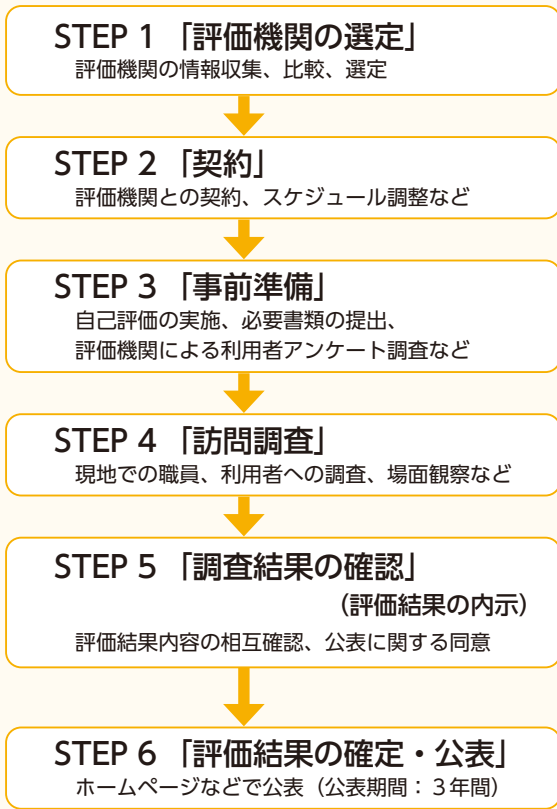 STEP 1 「評価機関の選定」
評価機関の情報収集、比較、選定
STEP 2 「契約」
評価機関との契約、スケジュール調整など
STEP 3 「事前準備」
自己評価の実施、必要書類の提出、
評価機関による利用者アンケート調査など
STEP 4 「訪問調査」
現地での職員、利用者への調査、場面観察など
STEP 5 「調査結果の確認」
（評価結果の内示）
評価結果内容の相互確認、公表に関する同意
STEP 6 「評価結果の確定・公表」
ホームページなどで公表（公表期間：３年間）